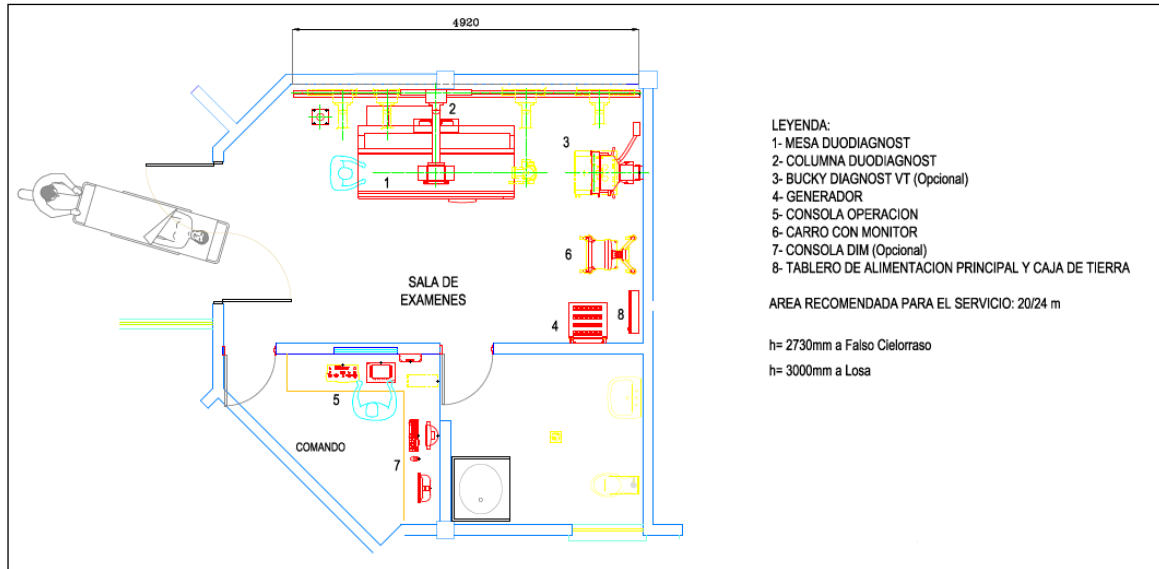 4920
2
3
1
6
SALA DE
EXAMENES
4
8
5
COMANDO
7
LEYENDA:
1- MESA DUODIAGNOST
2- COLUMNA DUODIAGNOST
3- BUCKY DIAGNOST VT (Opcional)
4- GENERADOR
5- CONSOLA OPERACION
6- CARRO CON MONITOR
7- CONSOLA DIM (Opcional)
8- TABLERO DE ALIMENTACION PRINCIPAL Y CAJA DE TIERRA
AREA RECOMENDADA PARA EL SERVICIO: 20/24 m
h= 2730mm a Falso Cielorraso
h= 3000mm a Losa